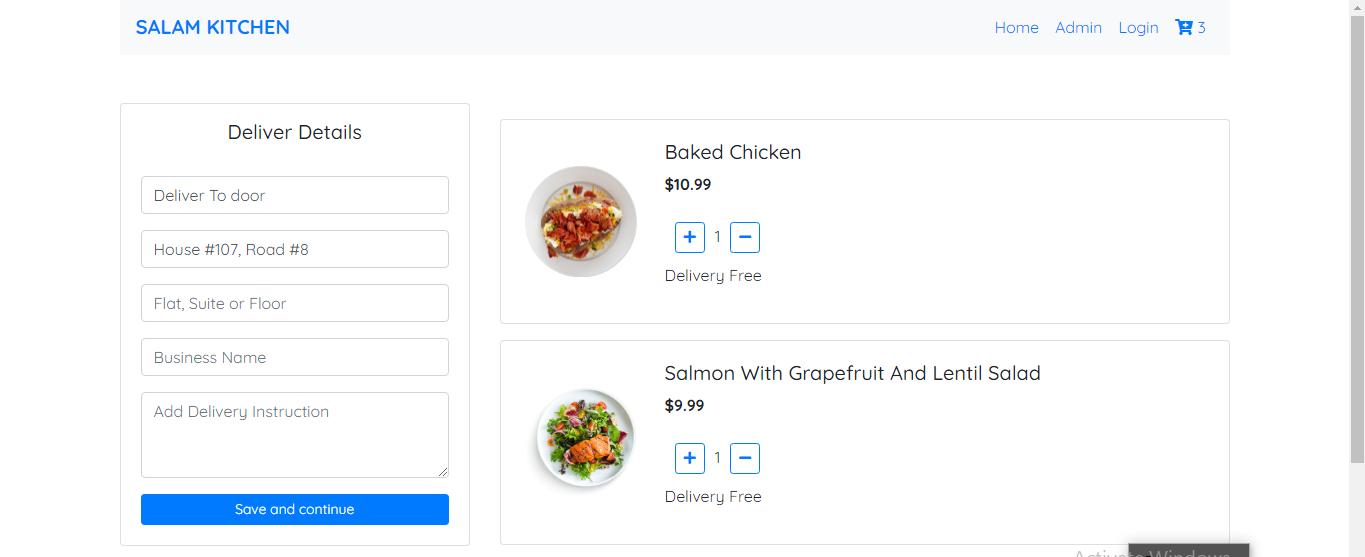 SALAM KITCHEN
Home Admin Login 3
Deliver Details
Deliver To door
House #107, Road #8
Flat, Suite or Floor
Business Name
Add Delivery Instruction
Save and continue
Baked Chicken
$10.99
+ 1 −
Delivery Free
Salmon With Grapefruit And Lentil Salad
$9.99
+ 1 −
Delivery Free
Activate Windows